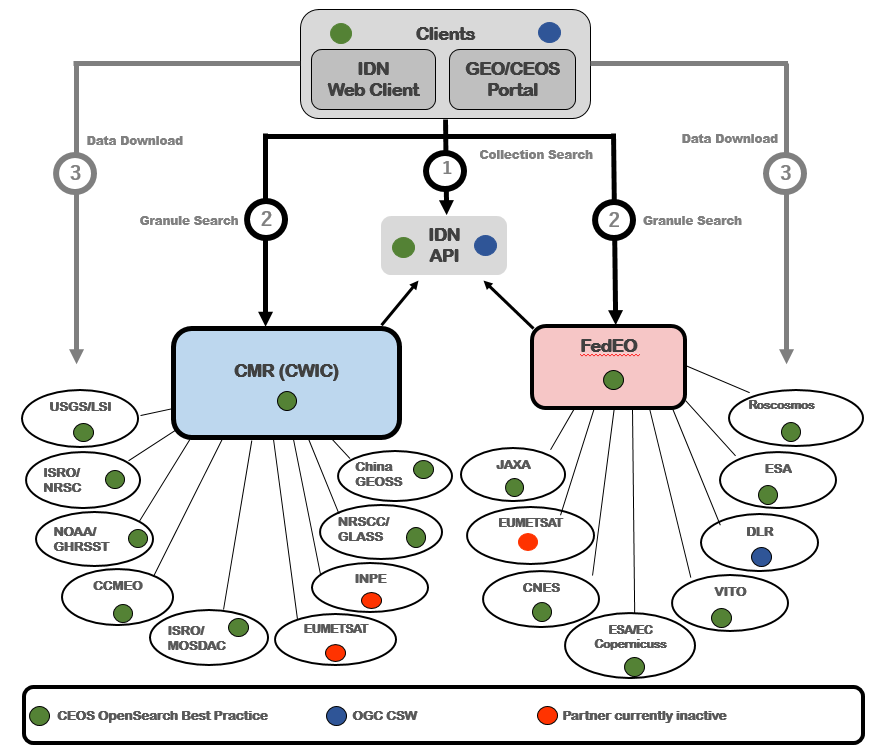 Clients
IDN
Web Client
GEO/CEOS
Portal
Data Download
Data Download
3
3
1
Collection Search
2
Granule Search
2
Granule Search
IDN
API
CMR (CWIC)
FedEO
USGS/LSI
ISRO/
NRSC
NOAA/
GHRSST
CCMEO
ISRO/
MOSDAC
EUMETSAT
INPE
NRSCC/
GLASS
China
GEOSS
JAXA
EUMETSAT
CNES
ESA/EC
Copernicuss
VITO
DLR
ESA
Roscosmos
CEOS OpenSearch Best Practice
OGC CSW
Partner currently inactive